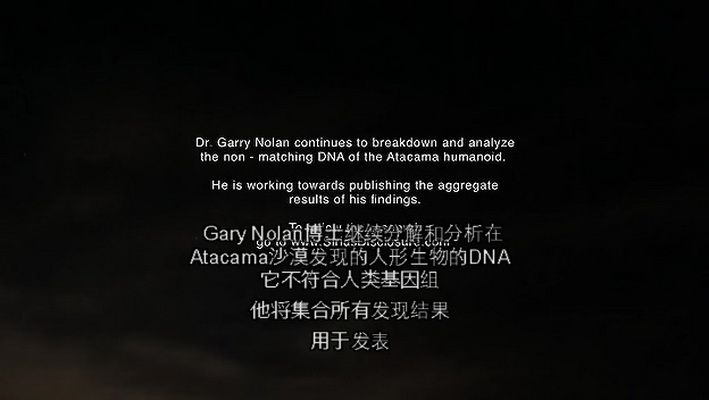 Dr. Garry Nolan continues to breakdown and analyze
the non - matching DNA of the Atacama humanoid.
He is working towards publishing the aggregate
results of his findings.
To
go to www.SiriusDisclosure.com
Gary Nolan博士继续分解和分析在
Atacama沙漠发现的人形生物的DNA
它不符合人类基因组
他将集合所有发现结果
用于发表